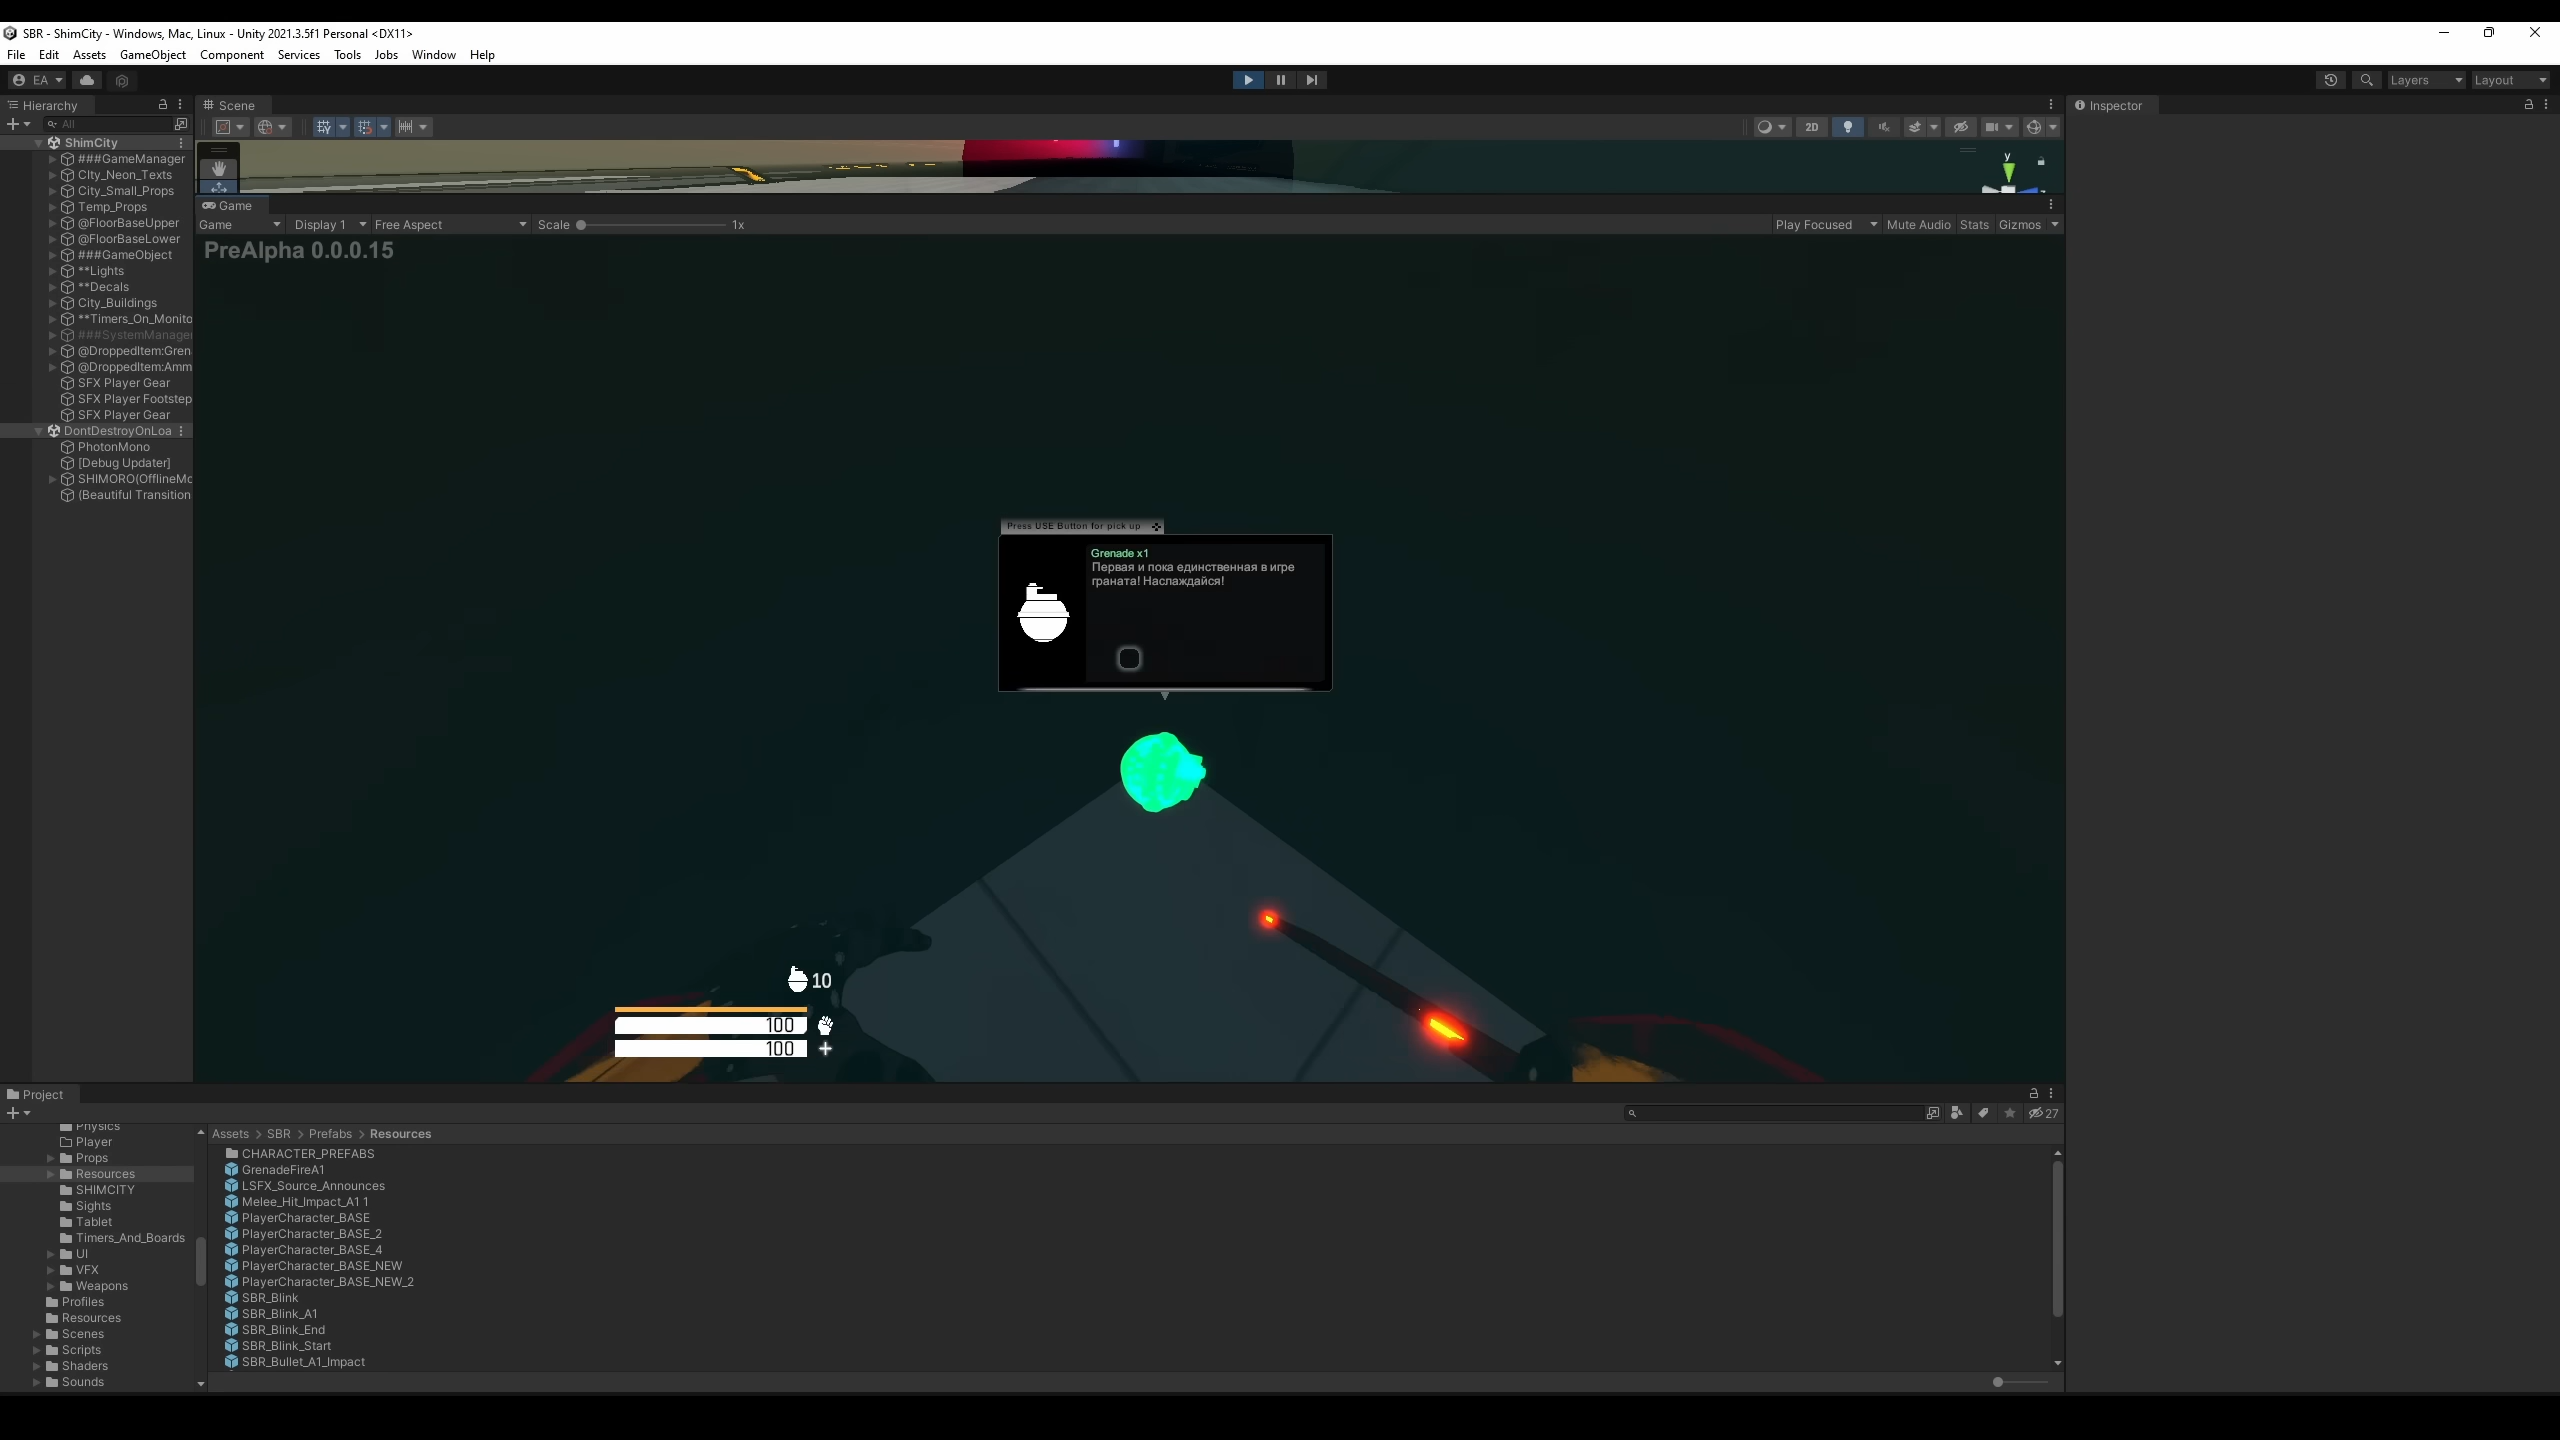 SBR - ShimCity - Windows, Mac, Linux - Unity 2021.3.5f1 Personal <DX11>
File Edit Assets GameObject Component Services Tools Jobs Window Help
EA
Layers
Layout
Hierarchy
All
ShimCity
###GameManager
CIty_Neon_Texts
City_Small_Props
Temp_Props
@FloorBaseUpper
@FloorBaseLower
###GameObject
**Lights
**Decals
City_Buildings
**Timers_On_Monito
###SystemManager
@DroppedItem:Gren
@DroppedItem:Amm
SFX Player Gear
SFX Player Footstep
SFX Player Gear
DontDestroyOnLoa
PhotonMono
[Debug Updater]
SHIMORO(OfflineMo
(Beautiful Transition
Scene
2D
y
Game
Game Display 1 Free Aspect Scale 1x
Play Focused Mute Audio Stats Gizmos
PreAlpha 0.0.0.15
Press USE Button for pick up
Grenade x1
Первая и пока единственная в игре
граната! Наслаждайся!
10
100
100
Inspector
Project
27
Physics
Player
Props
Resources
SHIMCITY
Sights
Tablet
Timers_And_Boards
UI
VFX
Weapons
Profiles
Resources
Scenes
Scripts
Shaders
Sounds
Assets > SBR > Prefabs > Resources
CHARACTER_PREFABS
GrenadeFireA1
LSFX_Source_Announces
Melee_Hit_Impact_A1 1
PlayerCharacter_BASE
PlayerCharacter_BASE_2
PlayerCharacter_BASE_4
PlayerCharacter_BASE_NEW
PlayerCharacter_BASE_NEW_2
SBR_Blink
SBR_Blink_A1
SBR_Blink_End
SBR_Blink_Start
SBR_Bullet_A1_Impact